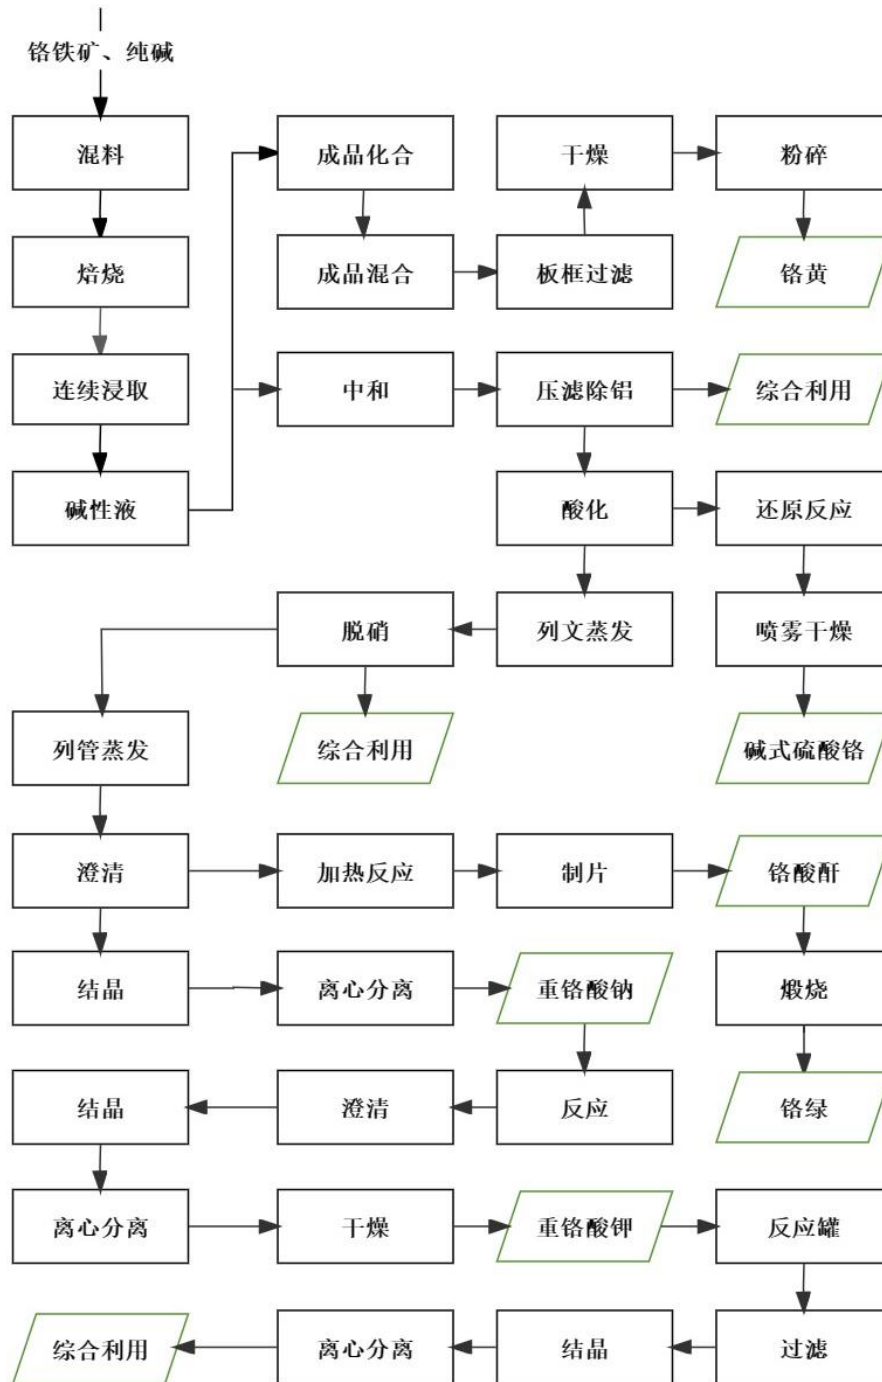 铬铁矿、纯碱
混料
成品化合
干燥
粉碎
焙烧
成品混合
板框过滤
铬黄
连续浸取
中和
压滤除铝
综合利用
碱性液
酸化
还原反应
脱硝
列文蒸发
喷雾干燥
列管蒸发
综合利用
碱式硫酸铬
澄清
加热反应
制片
铬酸酐
结晶
离心分离
重铬酸钠
煅烧
结晶
澄清
反应
铬绿
离心分离
干燥
重铬酸钾
反应罐
综合利用
离心分离
结晶
过滤